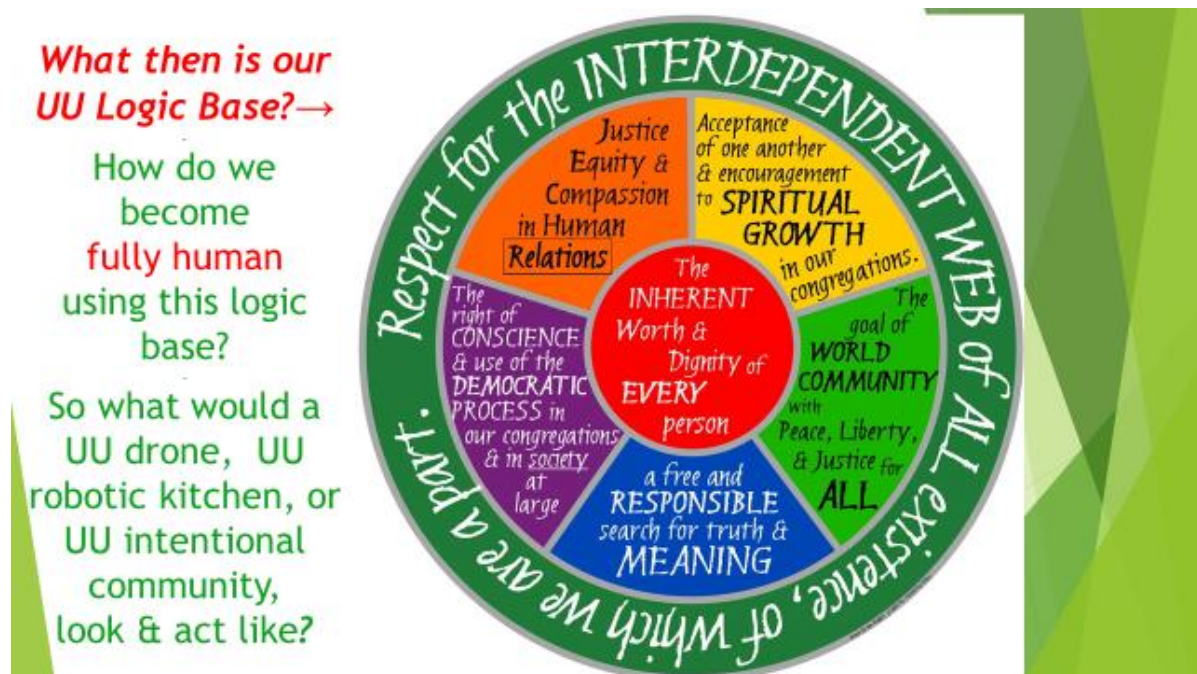 What then is our
UU Logic Base?→
How do we
become
fully human
using this logic
base?
So what would a
UU drone, UU
robotic kitchen, or
UU intentional
community,
look & act like?
Respect for the INTERDEPENDENT WEB of ALL existence, of which we are a part.
Justice
Equity &
Compassion
in Human
Relations
Acceptance
of one another
& encouragement
to SPIRITUAL
GROWTH
in our
congregations.
The
right of
CONSCIENCE
& use of the
DEMOCRATIC
PROCESS in
our congregations
& in society
at
large
The
INHERENT
Worth &
Dignity of
EVERY
person
The
goal of
WORLD
COMMUNITY
with
Peace, Liberty,
& Justice for
ALL
a free and
RESPONSIBLE
search for truth &
MEANING